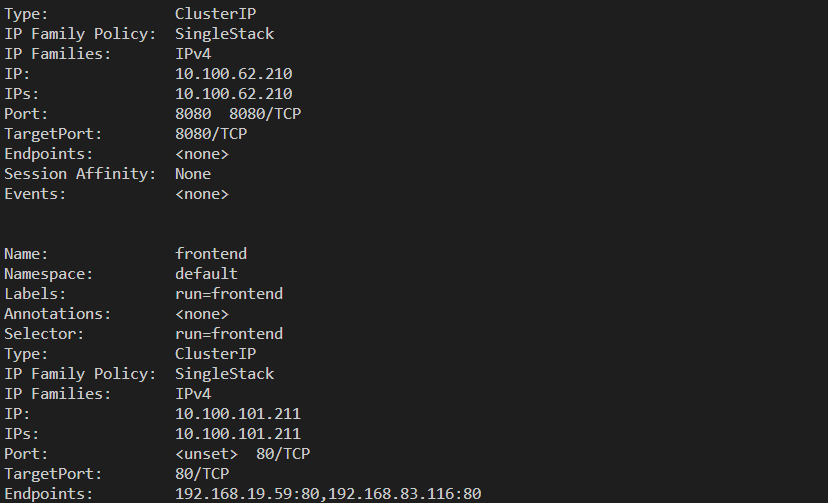 Type:              ClusterIP
IP Family Policy:  SingleStack
IP Families:       IPv4
IP:                10.100.62.210
IPs:               10.100.62.210
Port:              8080  8080/TCP
TargetPort:        8080/TCP
Endpoints:         <none>
Session Affinity:  None
Events:            <none>
Name:              frontend
Namespace:         default
Labels:            run=frontend
Annotations:       <none>
Selector:          run=frontend
Type:              ClusterIP
IP Family Policy:  SingleStack
IP Families:       IPv4
IP:                10.100.101.211
IPs:               10.100.101.211
Port:              <unset>  80/TCP
TargetPort:        80/TCP
Endpoints:         192.168.19.59:80,192.168.83.116:80